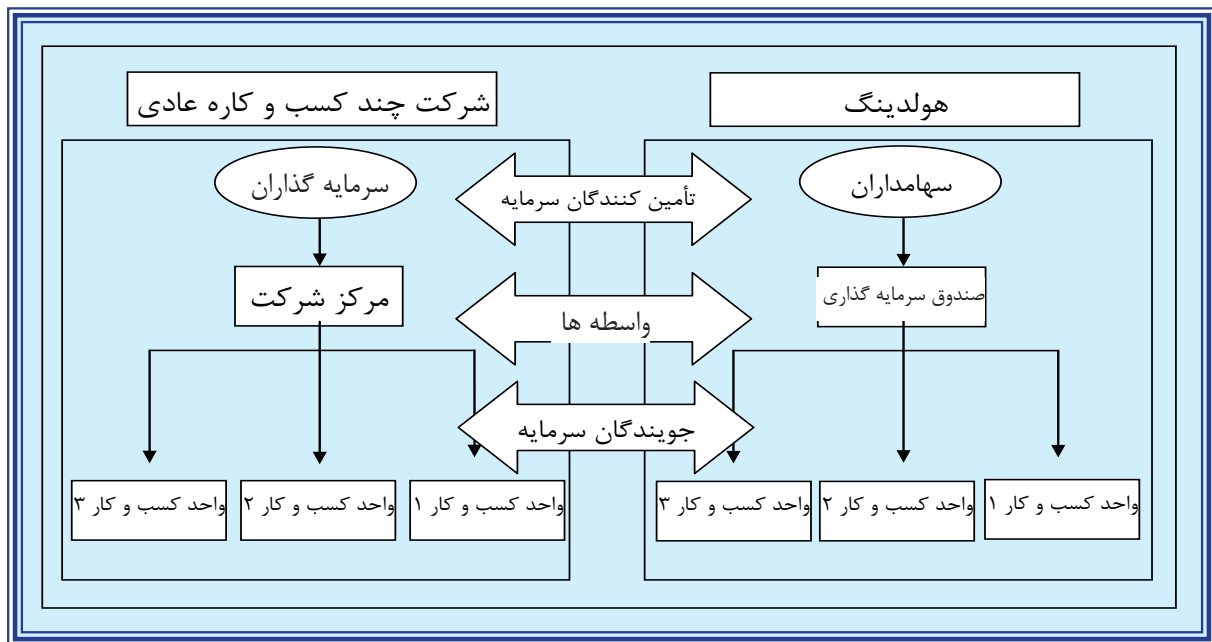 هولدینگ
شرکت چند کسب و کاره عادی
سهامداران
تأمین کنندگان سرمایه
سرمایه گذاران
صندوق سرمایه گذاری
واسطه ها
مرکز شرکت
جویندگان سرمایه
واحد کسب و کار ۱
واحد کسب و کار ۲
واحد کسب و کار ۳
واحد کسب و کار ۱
واحد کسب و کار ۲
واحد کسب و کار ۳